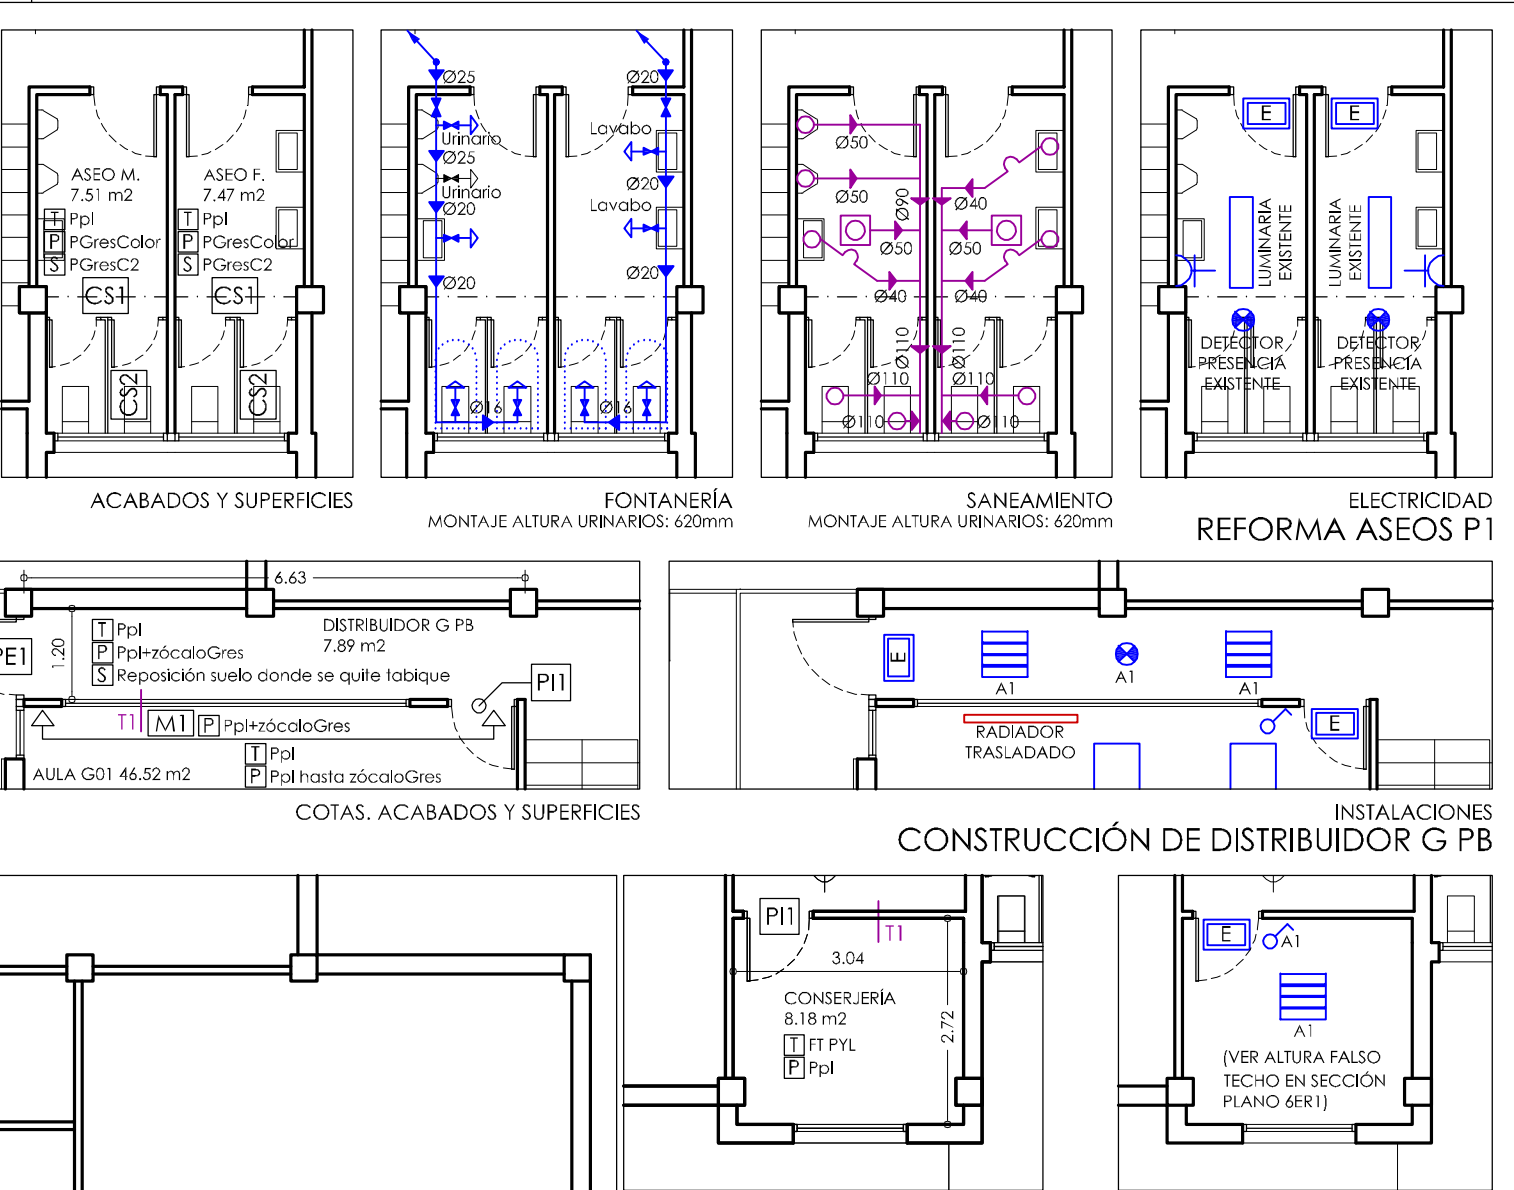 ASEO M.
7.51 m2
T Ppl
P PGresColor
S PGresC2
CS1
CS2
ASEO F.
7.47 m2
T Ppl
P PGresColor
S PGresC2
CS1
CS2
ACABADOS Y SUPERFICIES
Ø25
Urinario
Ø25
Urinario
Ø20
Ø20
Ø16
Ø20
Lavabo
Ø20
Lavabo
Ø20
Ø16
FONTANERÍA
MONTAJE ALTURA URINARIOS: 620mm
Ø50
Ø50
Ø90
Ø40
Ø50
Ø50
Ø40
Ø40
Ø110
Ø110
Ø110
Ø110
Ø110
Ø110
SANEAMIENTO
MONTAJE ALTURA URINARIOS: 620mm
E
E
LUMINARIA
EXISTENTE
LUMINARIA
EXISTENTE
DETECTOR
PRESENCIA
EXISTENTE
DETECTOR
PRESENCIA
EXISTENTE
ELECTRICIDAD
REFORMA ASEOS P1
6.63
1.20
PE1
T Ppl
P Ppl+zócaloGres
S Reposición suelo donde se quite tabique
DISTRIBUIDOR G PB
7.89 m2
PI1
T1
M1
P Ppl+zócaloGres
T Ppl
P Ppl hasta zócaloGres
AULA G01 46.52 m2
COTAS. ACABADOS Y SUPERFICIES
E
A1
A1
A1
RADIADOR
TRASLADADO
E
INSTALACIONES
CONSTRUCCIÓN DE DISTRIBUIDOR G PB
PI1
T1
3.04
2.72
CONSERJERÍA
8.18 m2
T FT PYL
P Ppl
E
A1
A1
(VER ALTURA FALSO
TECHO EN SECCIÓN
PLANO 6ER1)